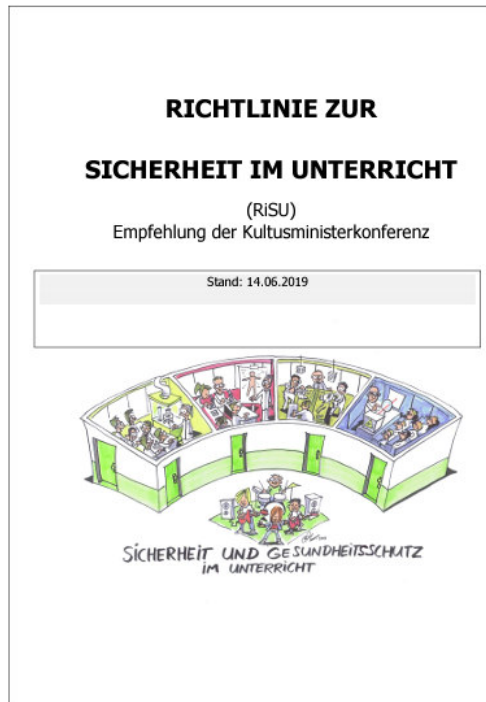 RICHTLINIE ZUR
SICHERHEIT IM UNTERRICHT
(RiSU)
Empfehlung der Kultusministerkonferenz
Stand: 14.06.2019
SICHERHEIT UND GESUNDHEITSSCHUTZ
IM UNTERRICHT